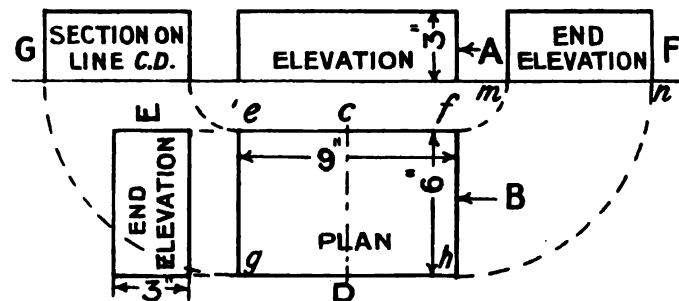 G
SECTION ON
LINE C.D.
ELEVATION
3"
A
END
ELEVATION
F
m
n
E
e
c
f
9"
6"
B
END
ELEVATION
PLAN
g
h
3"
D